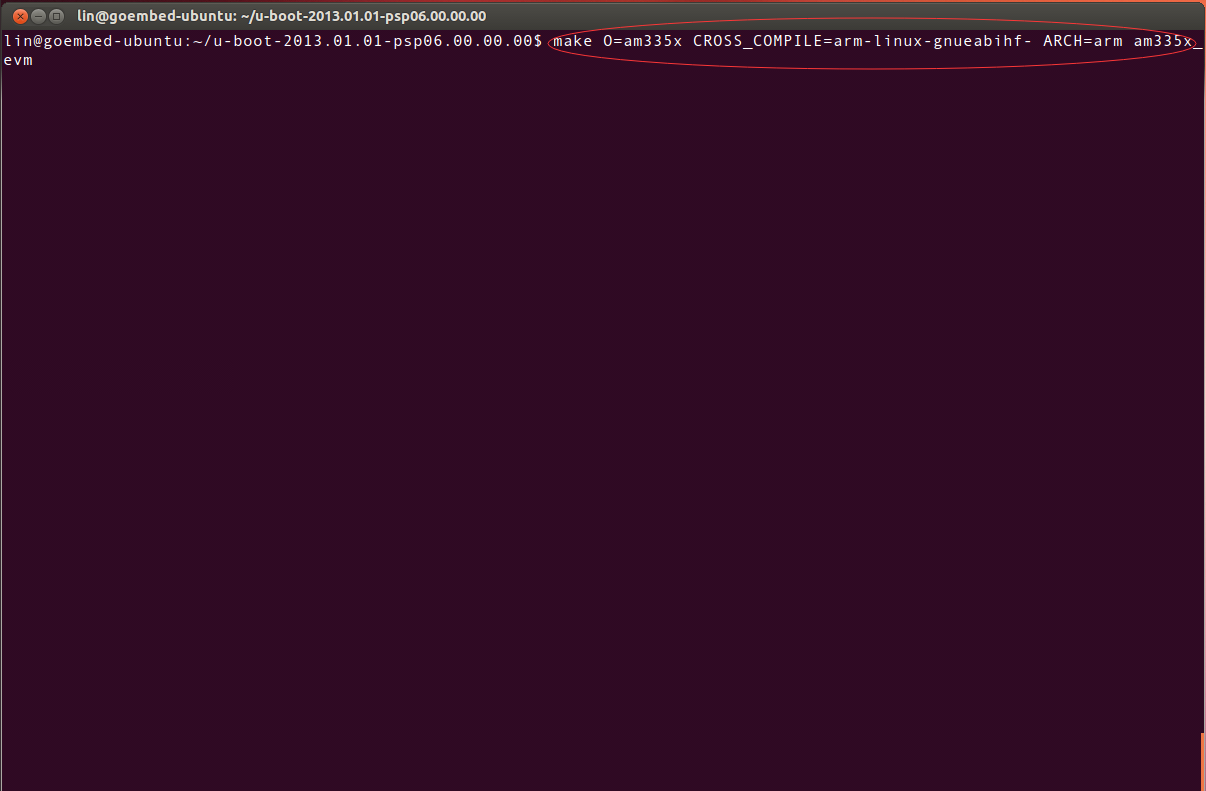 lin@goembed-ubuntu: ~/u-boot-2013.01.01-psp06.00.00.00
lin@goembed-ubuntu:~/u-boot-2013.01.01-psp06.00.00.00$ make O=am335x CROSS_COMPILE=arm-linux-gnueabihf- ARCH=arm am335x_
evm